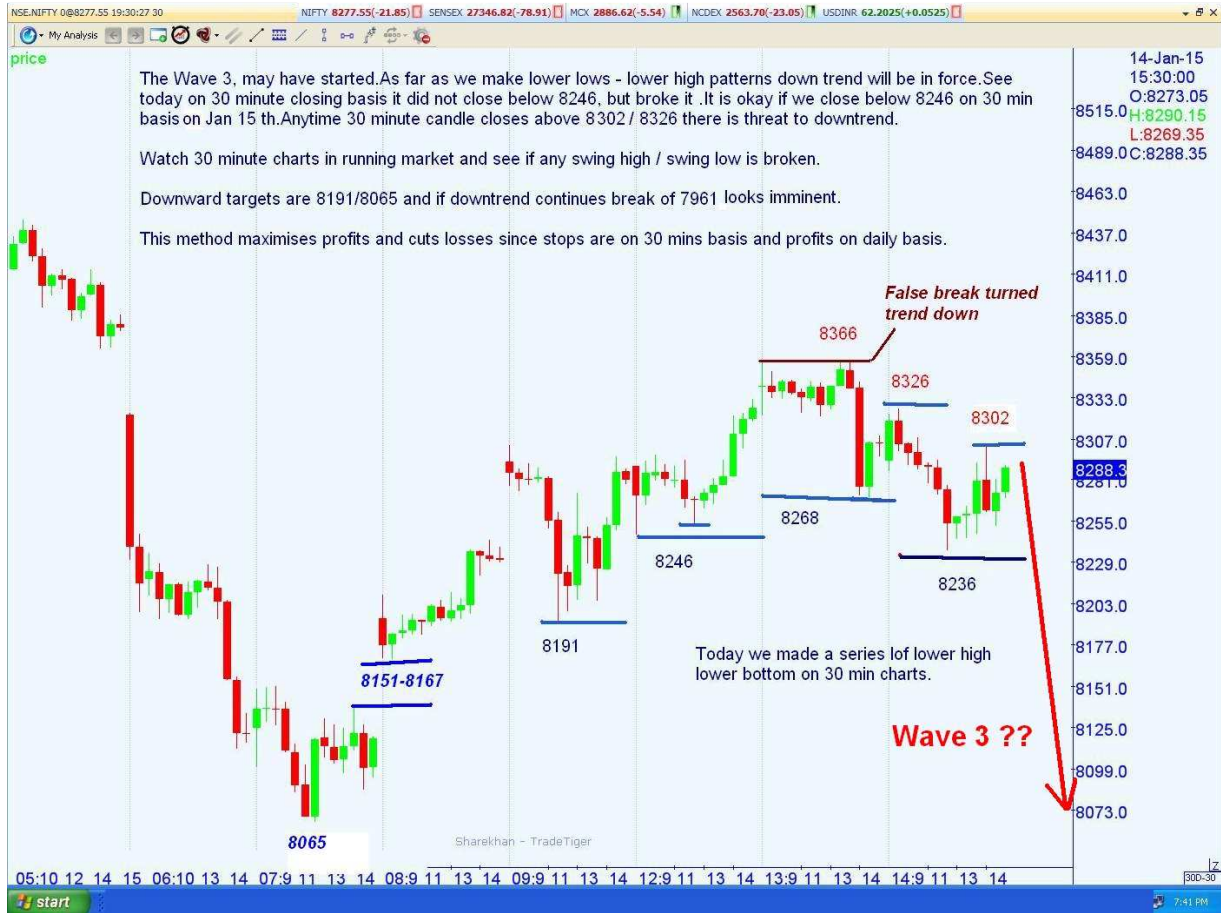 NSE.NIFTY 0@8277.55 19:30:27 30
NIFTY 8277.55(-21.85) SENSEX 27346.82(-78.91) MCX 2886.62(-5.54) NCDEX 2563.70(-23.05) USDINR 62.2025(+0.0525)
My Analysis
price
The Wave 3, may have started.As far as we make lower lows - lower high patterns down trend will be in force.See
today on 30 minute closing basis it did not close below 8246, but broke it .It is okay if we close below 8246 on 30 min
basis on Jan 15 th.Anytime 30 minute candle closes above 8302 / 8326 there is threat to downtrend.
Watch 30 minute charts in running market and see if any swing high / swing low is broken.
Downward targets are 8191/8065 and if downtrend continues break of 7961 looks imminent.
This method maximises profits and cuts losses since stops are on 30 mins basis and profits on daily basis.
14-Jan-15
15:30:00
O:8273.05
H:8290.15
L:8269.35
C:8288.35
8515.0
8489.0
8463.0
8437.0
8411.0
8385.0
8359.0
8333.0
8307.0
8288.3
8281.0
8255.0
8229.0
8203.0
8177.0
8151.0
8125.0
8099.0
8073.0
False break turned
trend down
8366
8326
8302
8268
8246
8236
8191
8151-8167
Today we made a series lof lower high
lower bottom on 30 min charts.
Wave 3 ??
8065
Sharekhan - TradeTiger
05:10 12 14 15 06:10 13 14 07:9 11 13 14 08:9 11 13 14 09:9 11 13 14 12:9 11 13 14 13:9 11 13 14 14:9 11 13 14
Z
30D-30
start
7:41 PM